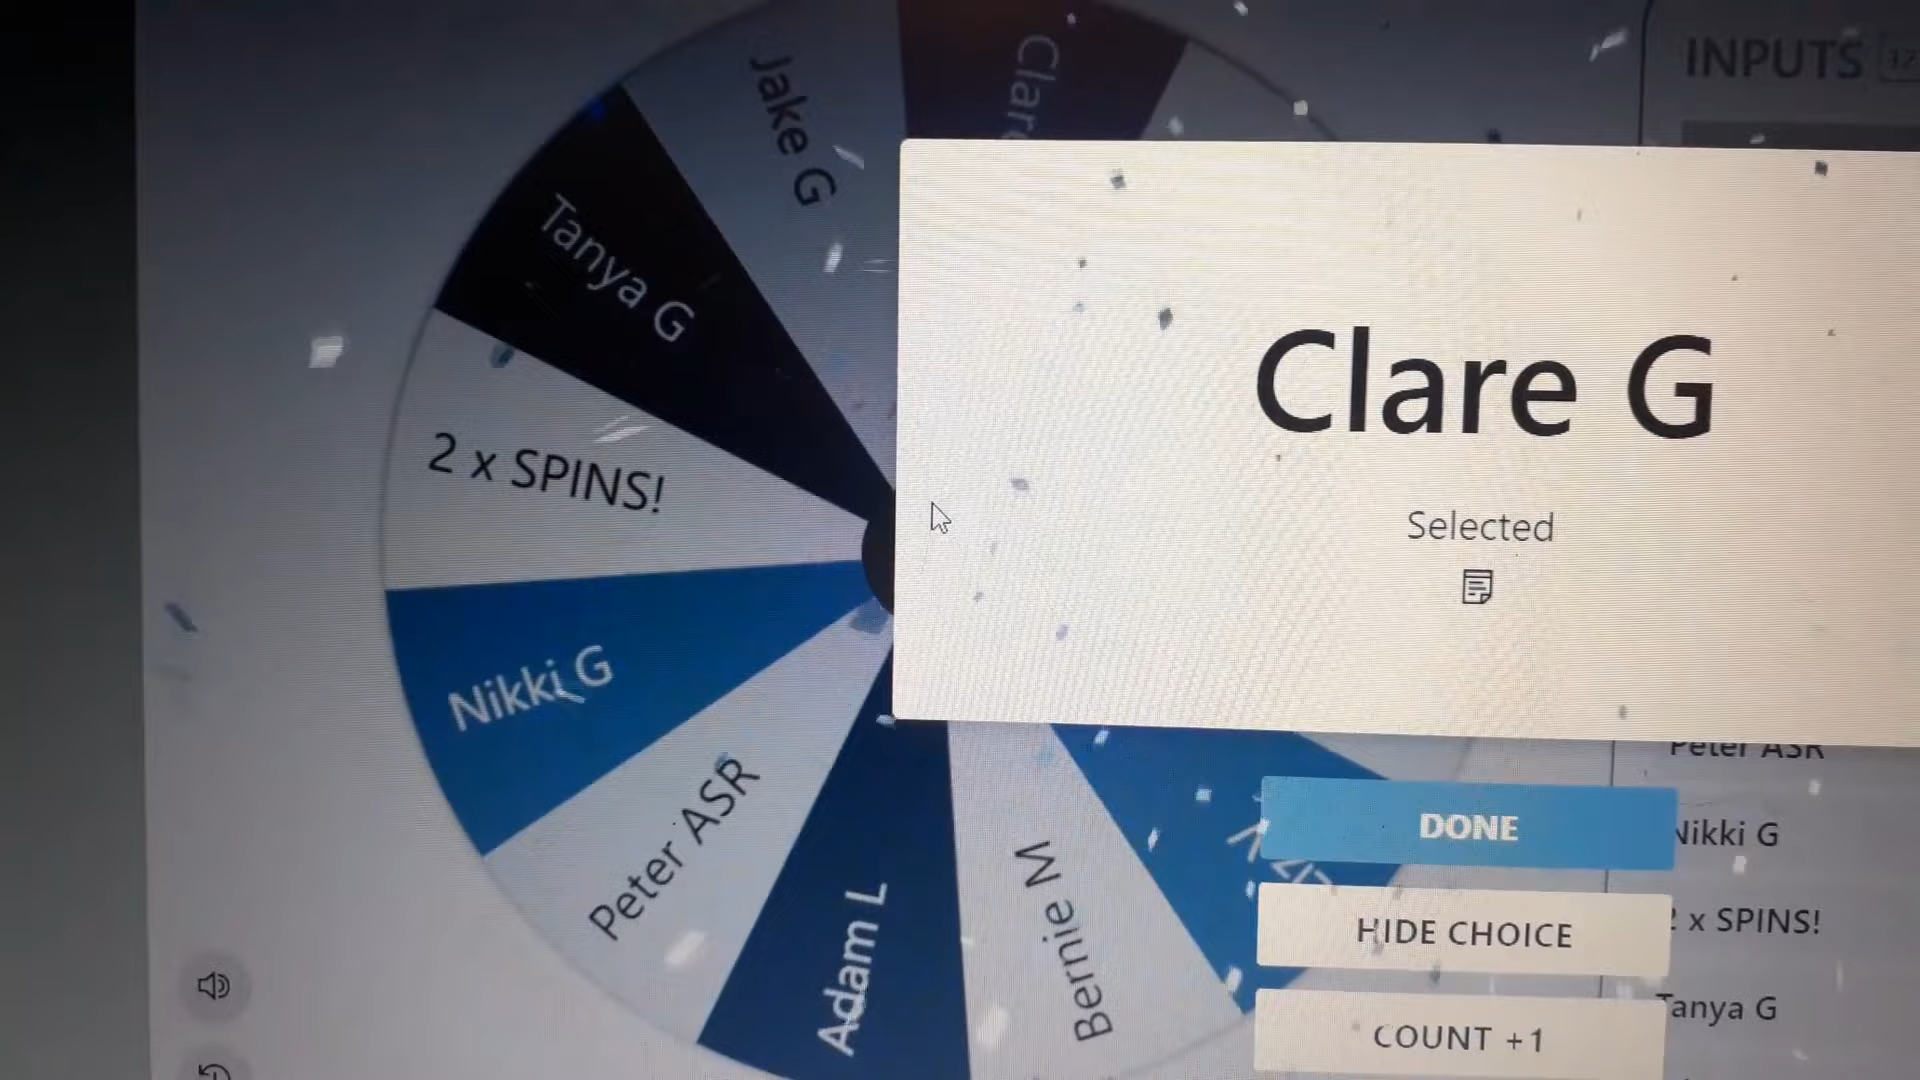 INPUTS
Jake G
Tanya G
2 x SPINS!
Nikki G
Peter ASR
Adam L
Bernie M
Clare G
Selected
DONE
HIDE CHOICE
COUNT +1
Peter ASR
Nikki G
2 x SPINS!
Tanya G